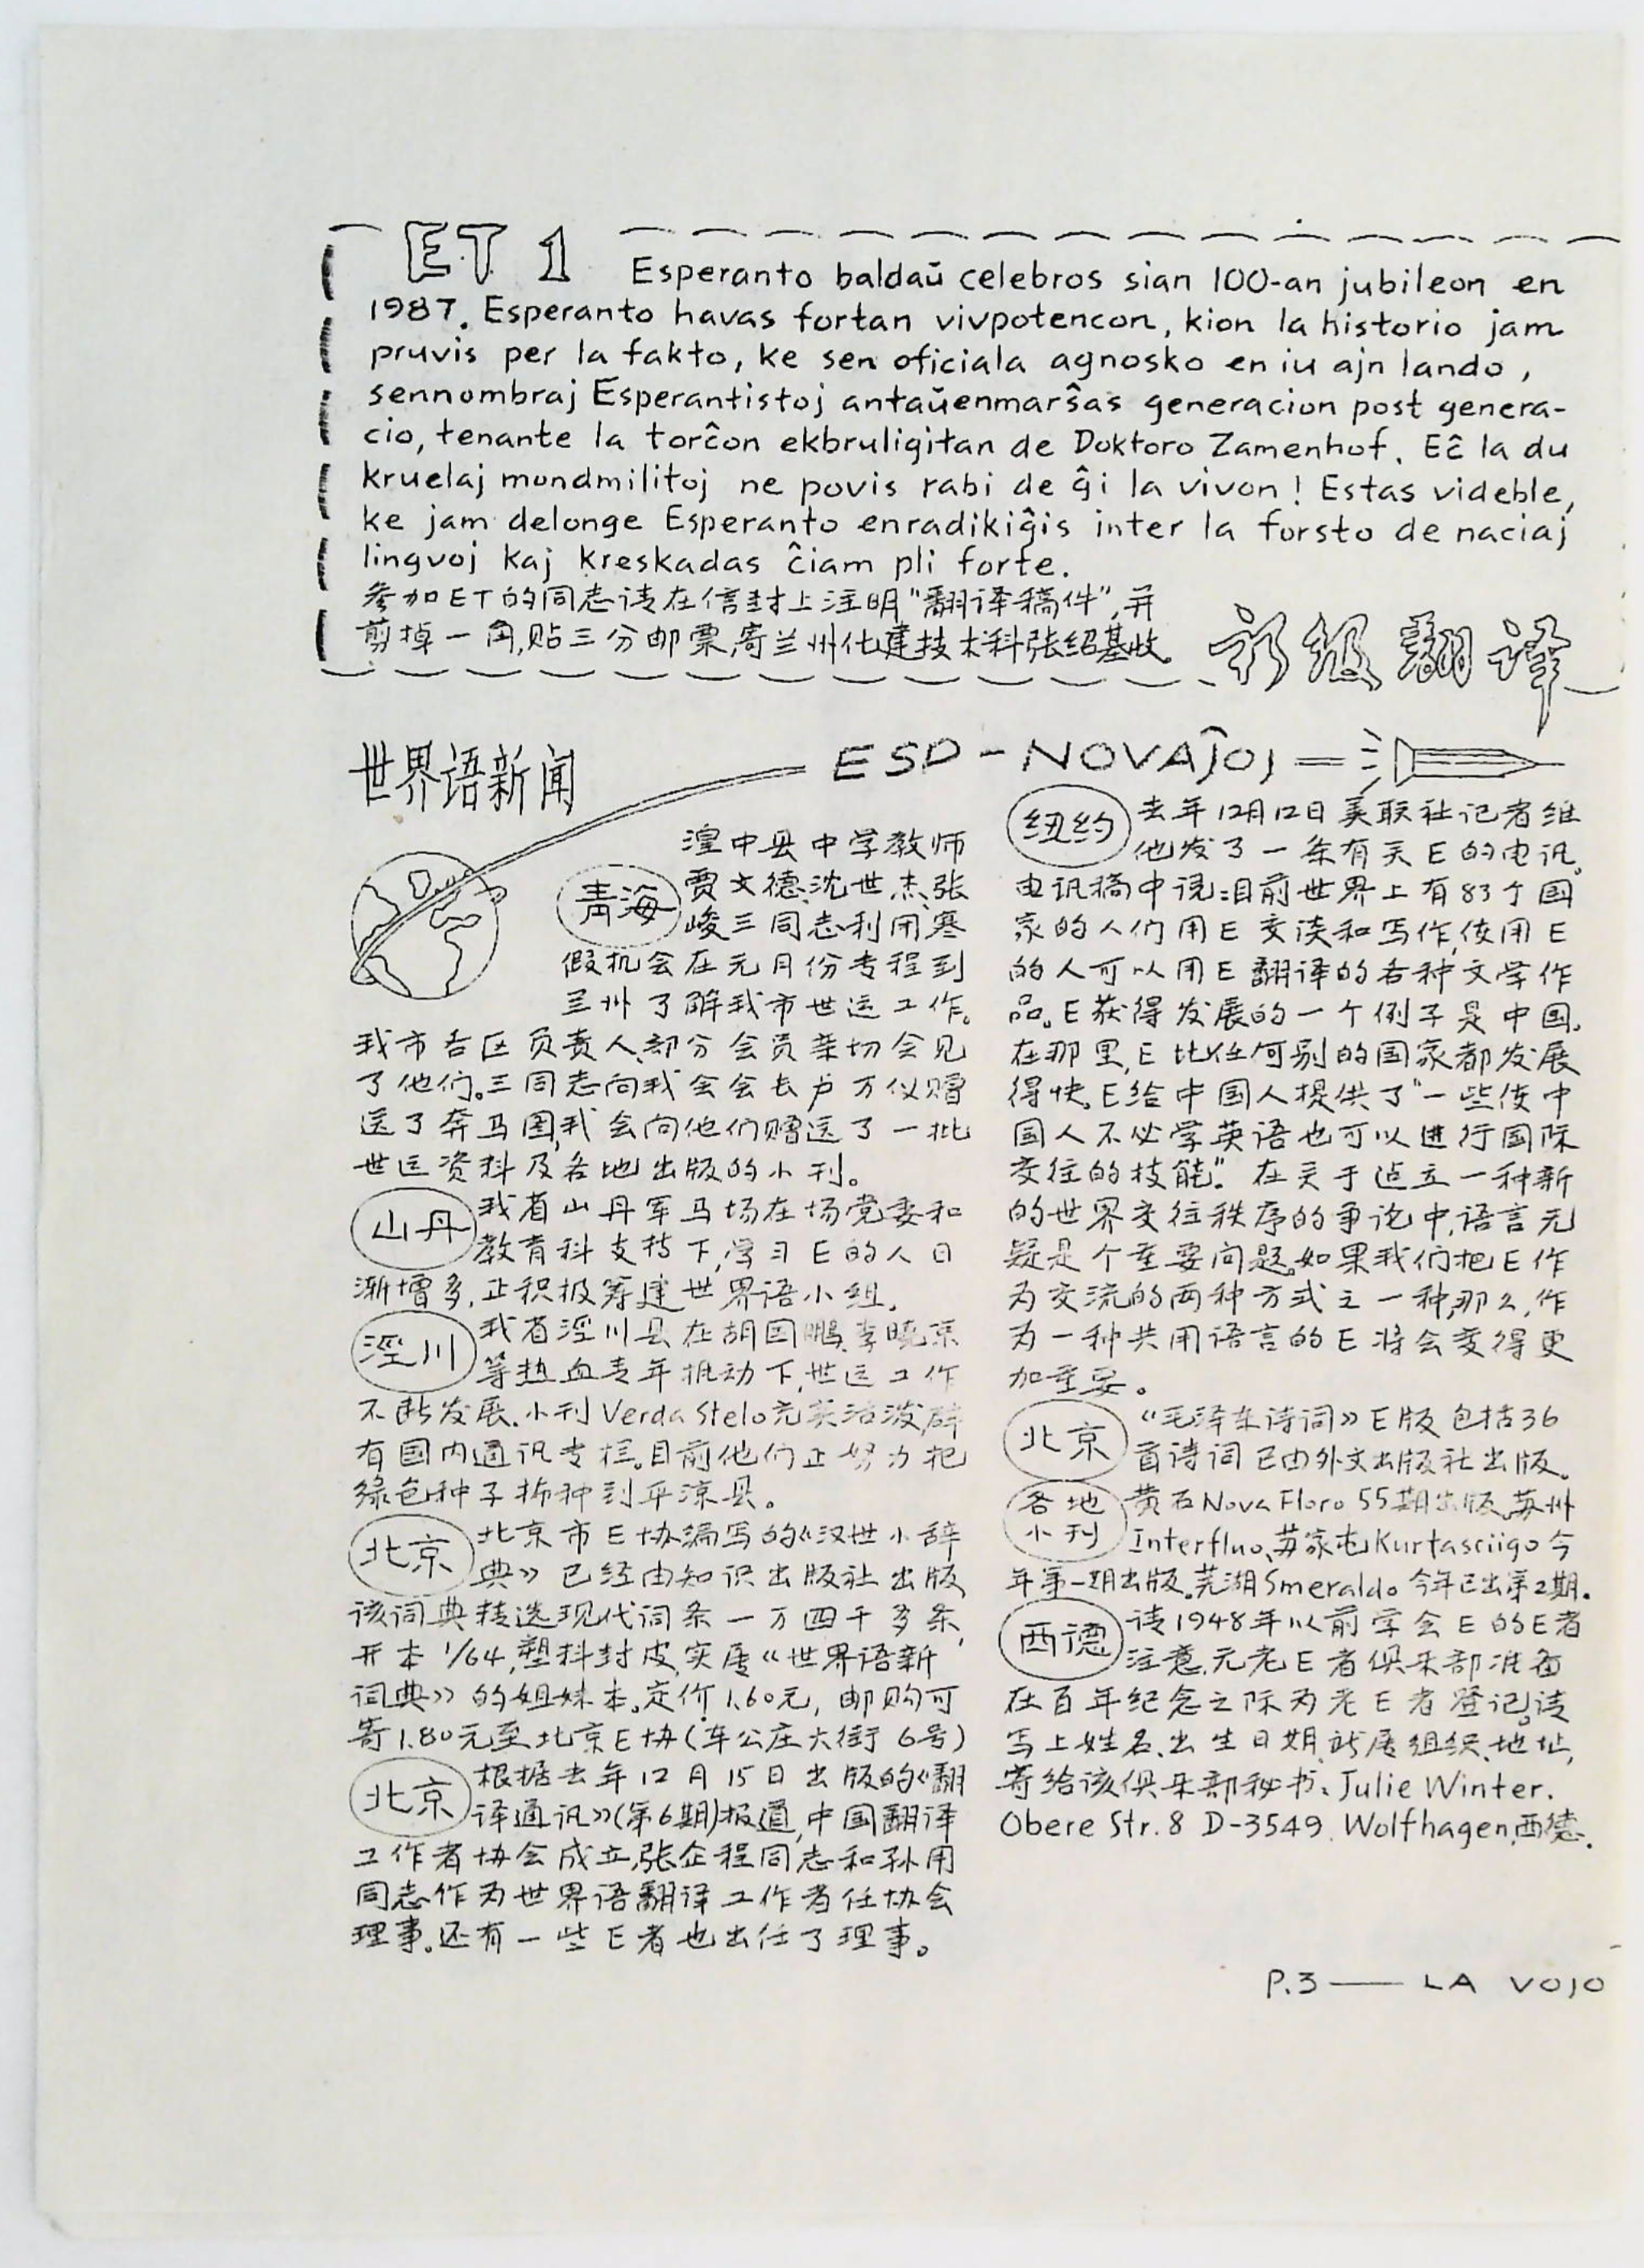 ET 1 Esperanto baldaŭ celebros sian 100-an jubileon en
1987. Esperanto havas fortan vivpotencon, kion la historio jam
pruvis per la fakto, ke sen oficiala agnosko en iu ajn lando,
sennombraj Esperantistoj antaŭenmarŝas generacion post genera-
cio, tenante la torĉon ekbruligitan de Doktoro Zamenhof. Eĉ la du
kruelaj mondmilitoj ne povis rabi de ĝi la vivon! Estas videble,
ke jam delonge Esperanto enradikiĝis inter la forsto de naciaj
lingvoj kaj kreskadas ĉiam pli forte.
参加ET的同志请在信封上注明“翻译稿件”,并
剪掉一角,贴三分邮票,寄兰州化建技术科张绍基收。
初级翻译
世界语新闻
ESP-NOVAĴOJ
青海
湟中县中学教师
贾文德、沈世杰、张
峻三同志利用寒
假机会在元月份专程到
兰州了解我市世运工作。
我市各区负责人、部分会员亲切会见
了他们。三同志向我会会长卢万仪赠
送了奔马图,我会向他们赠送了一批
世运资料及各地出版的小刊。
山丹
我省山丹军马场在场党委和
教育科支持下,学习E的人日
渐增多,正积极筹建世界语小组。
泾川
我省泾川县在胡国鹏、李晓东
等热血青年推动下,世运工作
不断发展。小刊Verda Stelo充实活泼,辟
有国内通讯专栏。目前他们正努力把
绿色种子播种到平凉县。
北京
北京市E协编写的《汉世小辞
典》已经由知识出版社出版,
该词典精选现代词条一万四千多条,
开本1/64,塑料封皮,实属《世界语新
词典》的姐妹本。定价1.60元,邮购可
寄1.80元至北京E协(车公庄大街6号)
北京
根据去年12月15日出版的《翻
译通讯》(第6期)报道,中国翻译
工作者协会成立,张企程同志和孙用
同志作为世界语翻译工作者任协会
理事。还有一些E者也出任了理事。
纽约
去年12月12日美联社记者维
他发了一条有关E的电讯。
电讯稿中说:目前世界上有83个国
家的人们用E交谈和写作,使用E
的人可以用E翻译的各种文学作
品。E获得发展的一个例子是中国。
在那里,E比任何别的国家都发展
得快。E给中国人提供了“一些使中
国人不必学英语也可以进行国际
交往的技能”。在关于建立一种新
的世界交往秩序的争论中,语言无
疑是个重要问题。如果我们把E作
为交流的两种方式之一种,那么,作
为一种共用语言的E将会变得更
加重要。
北京
《毛泽东诗词》E版包括36
首诗词已由外文出版社出版。
各地
小刊
黄石Nova Floro 55期出版,苏州
Interfluo、苏家屯Kurtasciigo今
年第一期出版。芜湖Smeraldo今年已出第2期。
西德
请1948年以前学会E的E者
注意,元老E者俱乐部准备
在百年纪念之际为老E者登记。请
写上姓名、出生日期、所属组织、地址,
寄给该俱乐部秘书:Julie Winter.
Obere Str. 8 D-3549 Wolfhagen,西德.
P.3 — LA VOJO